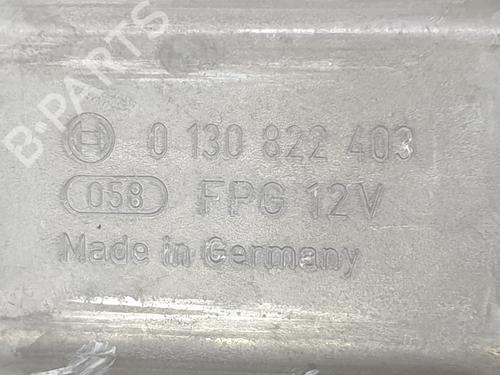 B-PARTS
0 130 822 403
058 FPG 12V
Made in Germany